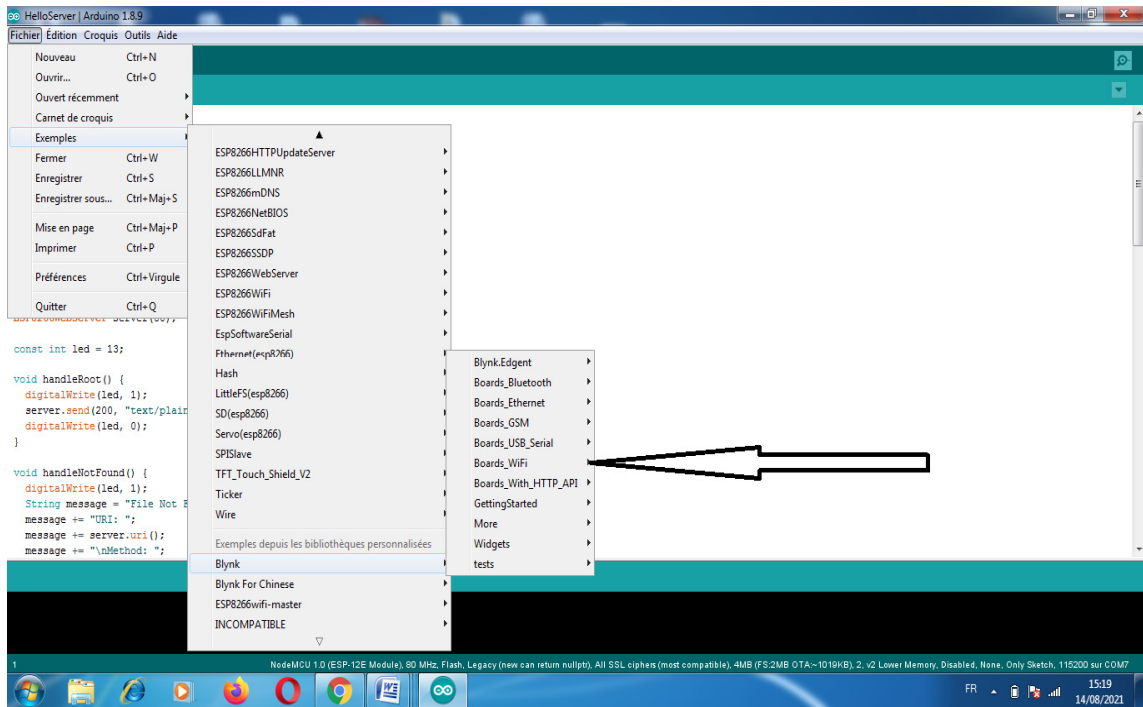 HelloServer | Arduino 1.8.9
Fichier Édition Croquis Outils Aide
Nouveau Ctrl+N
Ouvrir... Ctrl+O
Ouvert récemment
Carnet de croquis
Exemples
Fermer Ctrl+W
Enregistrer Ctrl+S
Enregistrer sous... Ctrl+Maj+S
Mise en page Ctrl+Maj+P
Imprimer Ctrl+P
Préférences Ctrl+Virgule
Quitter Ctrl+Q
ESP8266HTTPUpdateServer
ESP8266LLMNR
ESP8266mDNS
ESP8266NetBIOS
ESP8266SdFat
ESP8266SSDP
ESP8266WebServer
ESP8266WiFi
ESP8266WiFiMesh
EspSoftwareSerial
Ethernet(esp8266)
Hash
LittleFS(esp8266)
SD(esp8266)
Servo(esp8266)
SPISlave
TFT_Touch_Shield_V2
Ticker
Wire
Exemples depuis les bibliothèques personnalisées
Blynk
Blynk For Chinese
ESP8266wifi-master
INCOMPATIBLE
Blynk.Edgent
Boards_Bluetooth
Boards_Ethernet
Boards_GSM
Boards_USB_Serial
Boards_WiFi
Boards_With_HTTP_API
GettingStarted
More
Widgets
tests
ESP8266WebServer server(80);
const int led = 13;
void handleRoot() {
digitalWrite(led, 1);
server.send(200, "text/plain
digitalWrite(led, 0);
}
void handleNotFound() {
digitalWrite(led, 1);
String message = "File Not
message += "URI: ";
message += server.uri();
message += "\nMethod: ";
1
NodeMCU 1.0 (ESP-12E Module), 80 MHz, Flash, Legacy (new can return nullptr), All SSL ciphers (most compatible), 4MB (FS:2MB OTA:~1019KB), 2, v2 Lower Memory, Disabled, None, Only Sketch, 115200 sur COM7
FR
15:19
14/08/2021